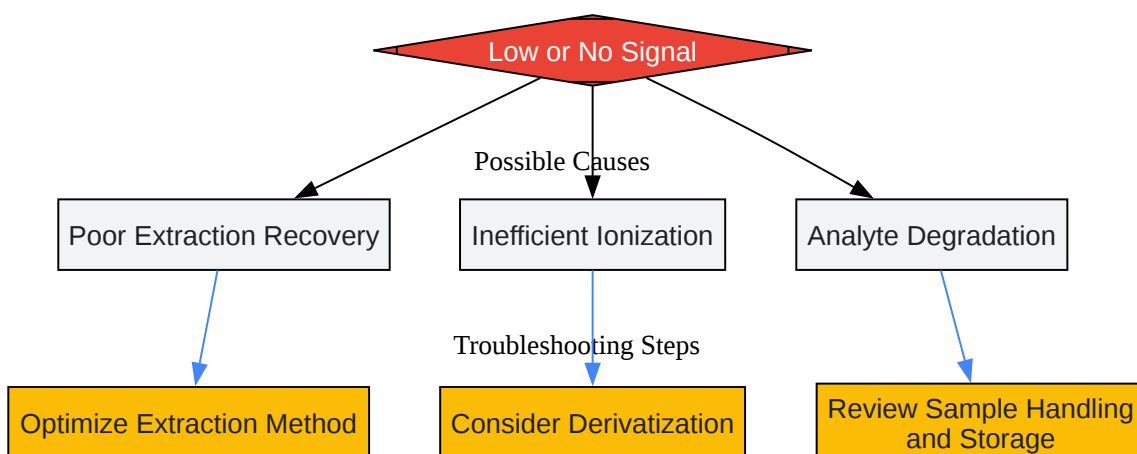 Low or No Signal
Possible Causes
Poor Extraction Recovery
Inefficient Ionization
Analyte Degradation
Troubleshooting Steps
Optimize Extraction Method
Consider Derivatization
Review Sample Handling
and Storage